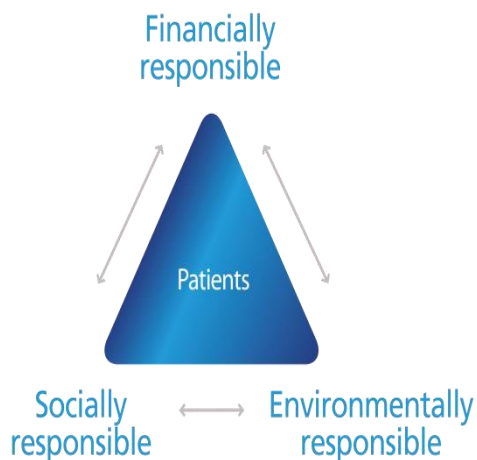 Financially
responsible
Patients
Socially
responsible
Environmentally
responsible